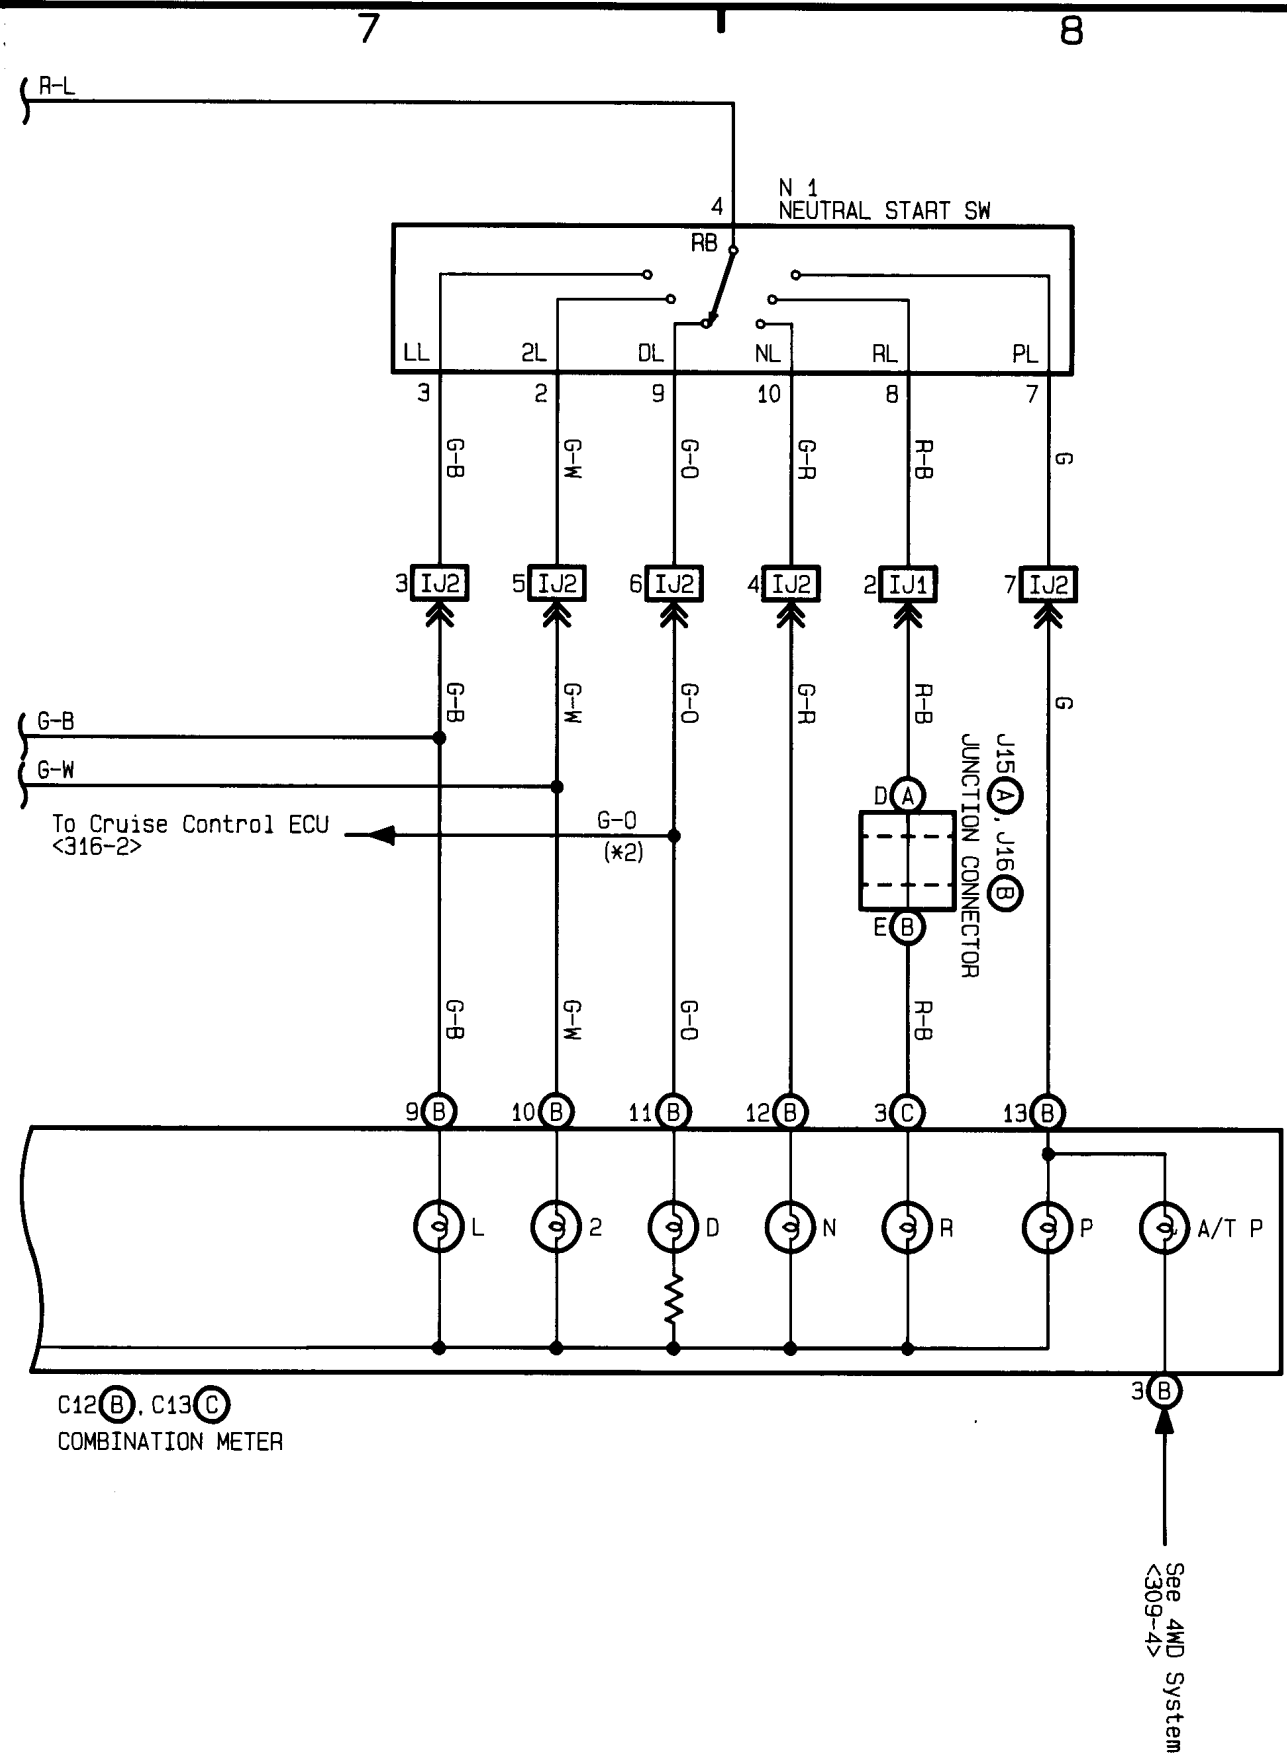 7 8
R-L
N 1
4 NEUTRAL START SW
RB
LL 2L DL NL RL PL
3 2 9 10 8 7
G-B G-W G-O G-R R-B G
3 IJ2 5 IJ2 6 IJ2 4 IJ2 2 IJ1 7 IJ2
G-B G-W G-O G-R R-B G
G-B
G-W
To Cruise Control ECU
<316-2>
G-O
(*2)
D A
E B
J15 A, J16 B
JUNCTION CONNECTOR
G-B G-W G-O R-B
9 B 10 B 11 B 12 B 3 C 13 B
L 2 D N R P A/T P
3 B
C12 B, C13 C
COMBINATION METER
See 4WD System
<309-4>